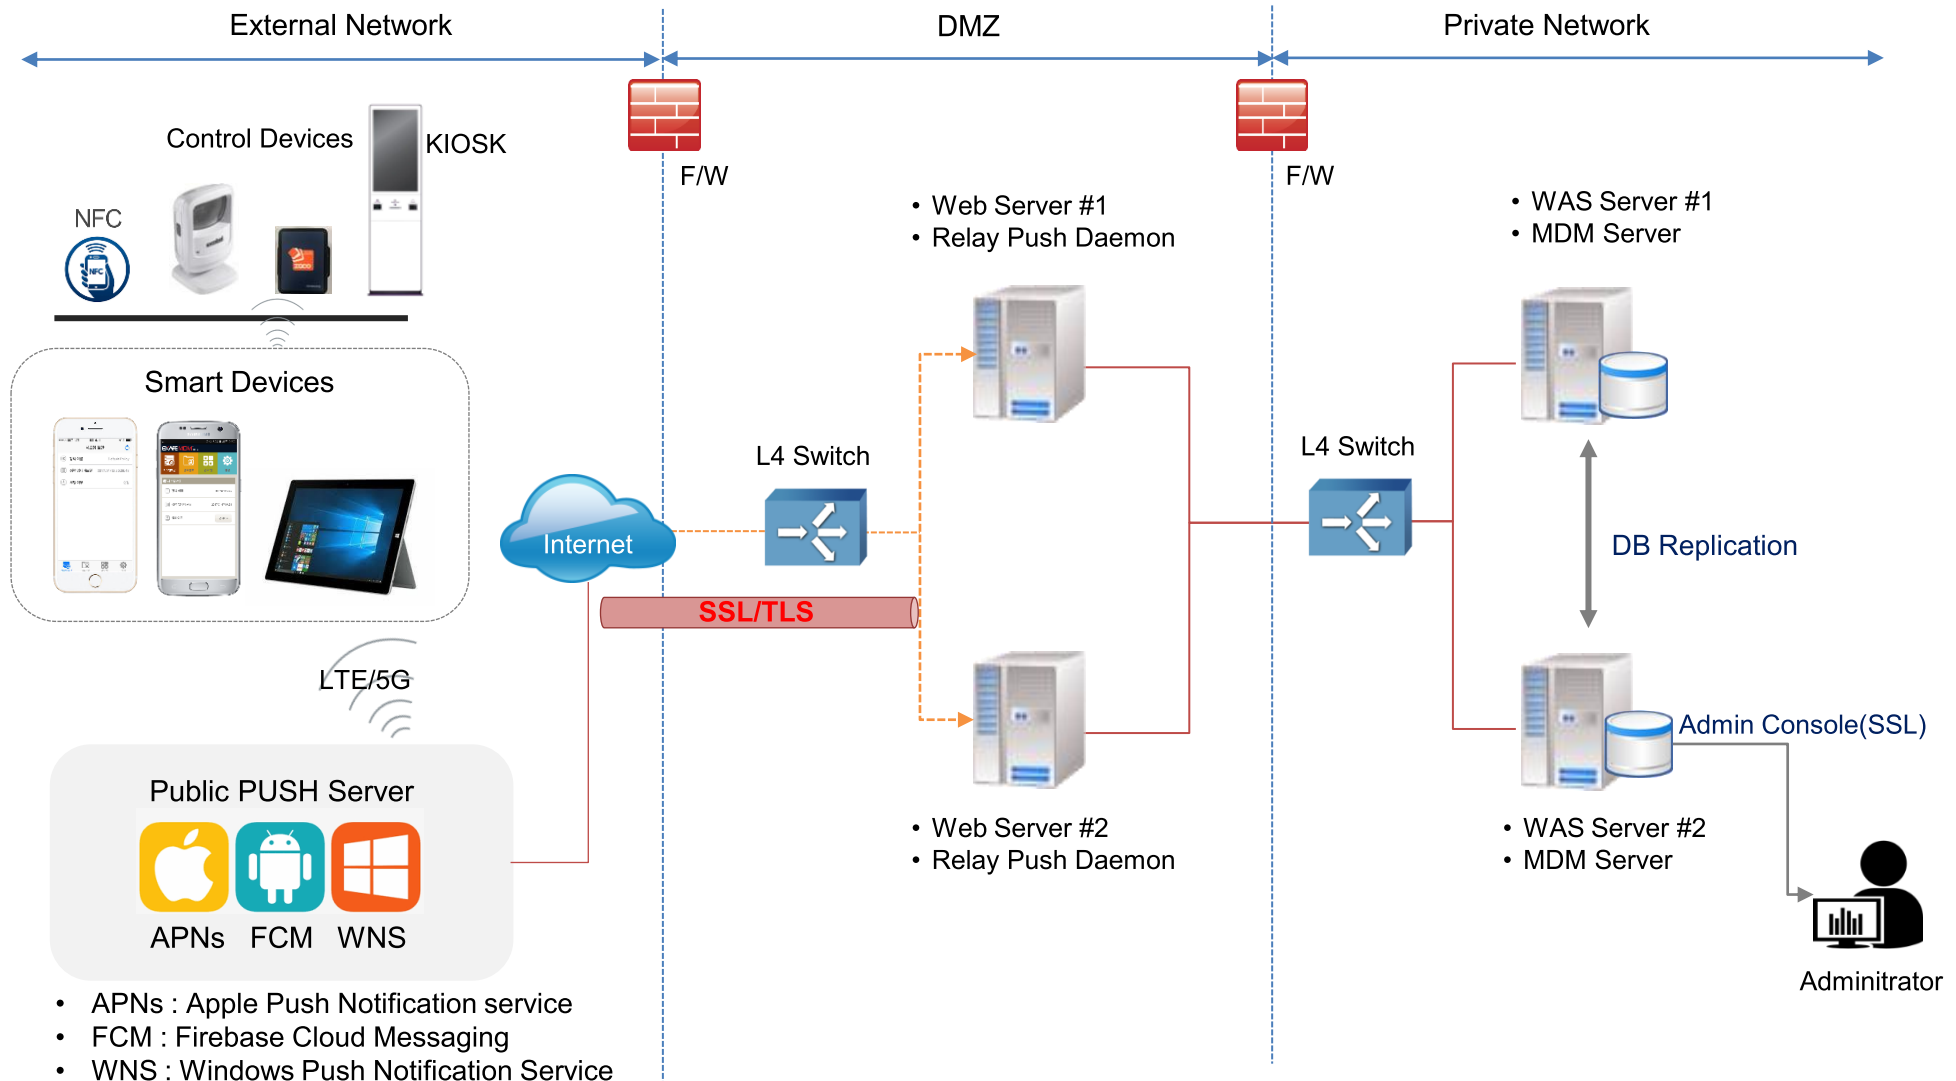 External Network
DMZ
Private Network
Control Devices
KIOSK
F/W
F/W
NFC
NFC
Web Server #1
Relay Push Daemon
WAS Server #1
MDM Server
Smart Devices
L4 Switch
L4 Switch
Internet
DB Replication
SSL/TLS
LTE/5G
Admin Console(SSL)
Public PUSH Server
Web Server #2
Relay Push Daemon
WAS Server #2
MDM Server
APNs FCM WNS
Adminitrator
• APNs : Apple Push Notification service
• FCM : Firebase Cloud Messaging
• WNS : Windows Push Notification Service